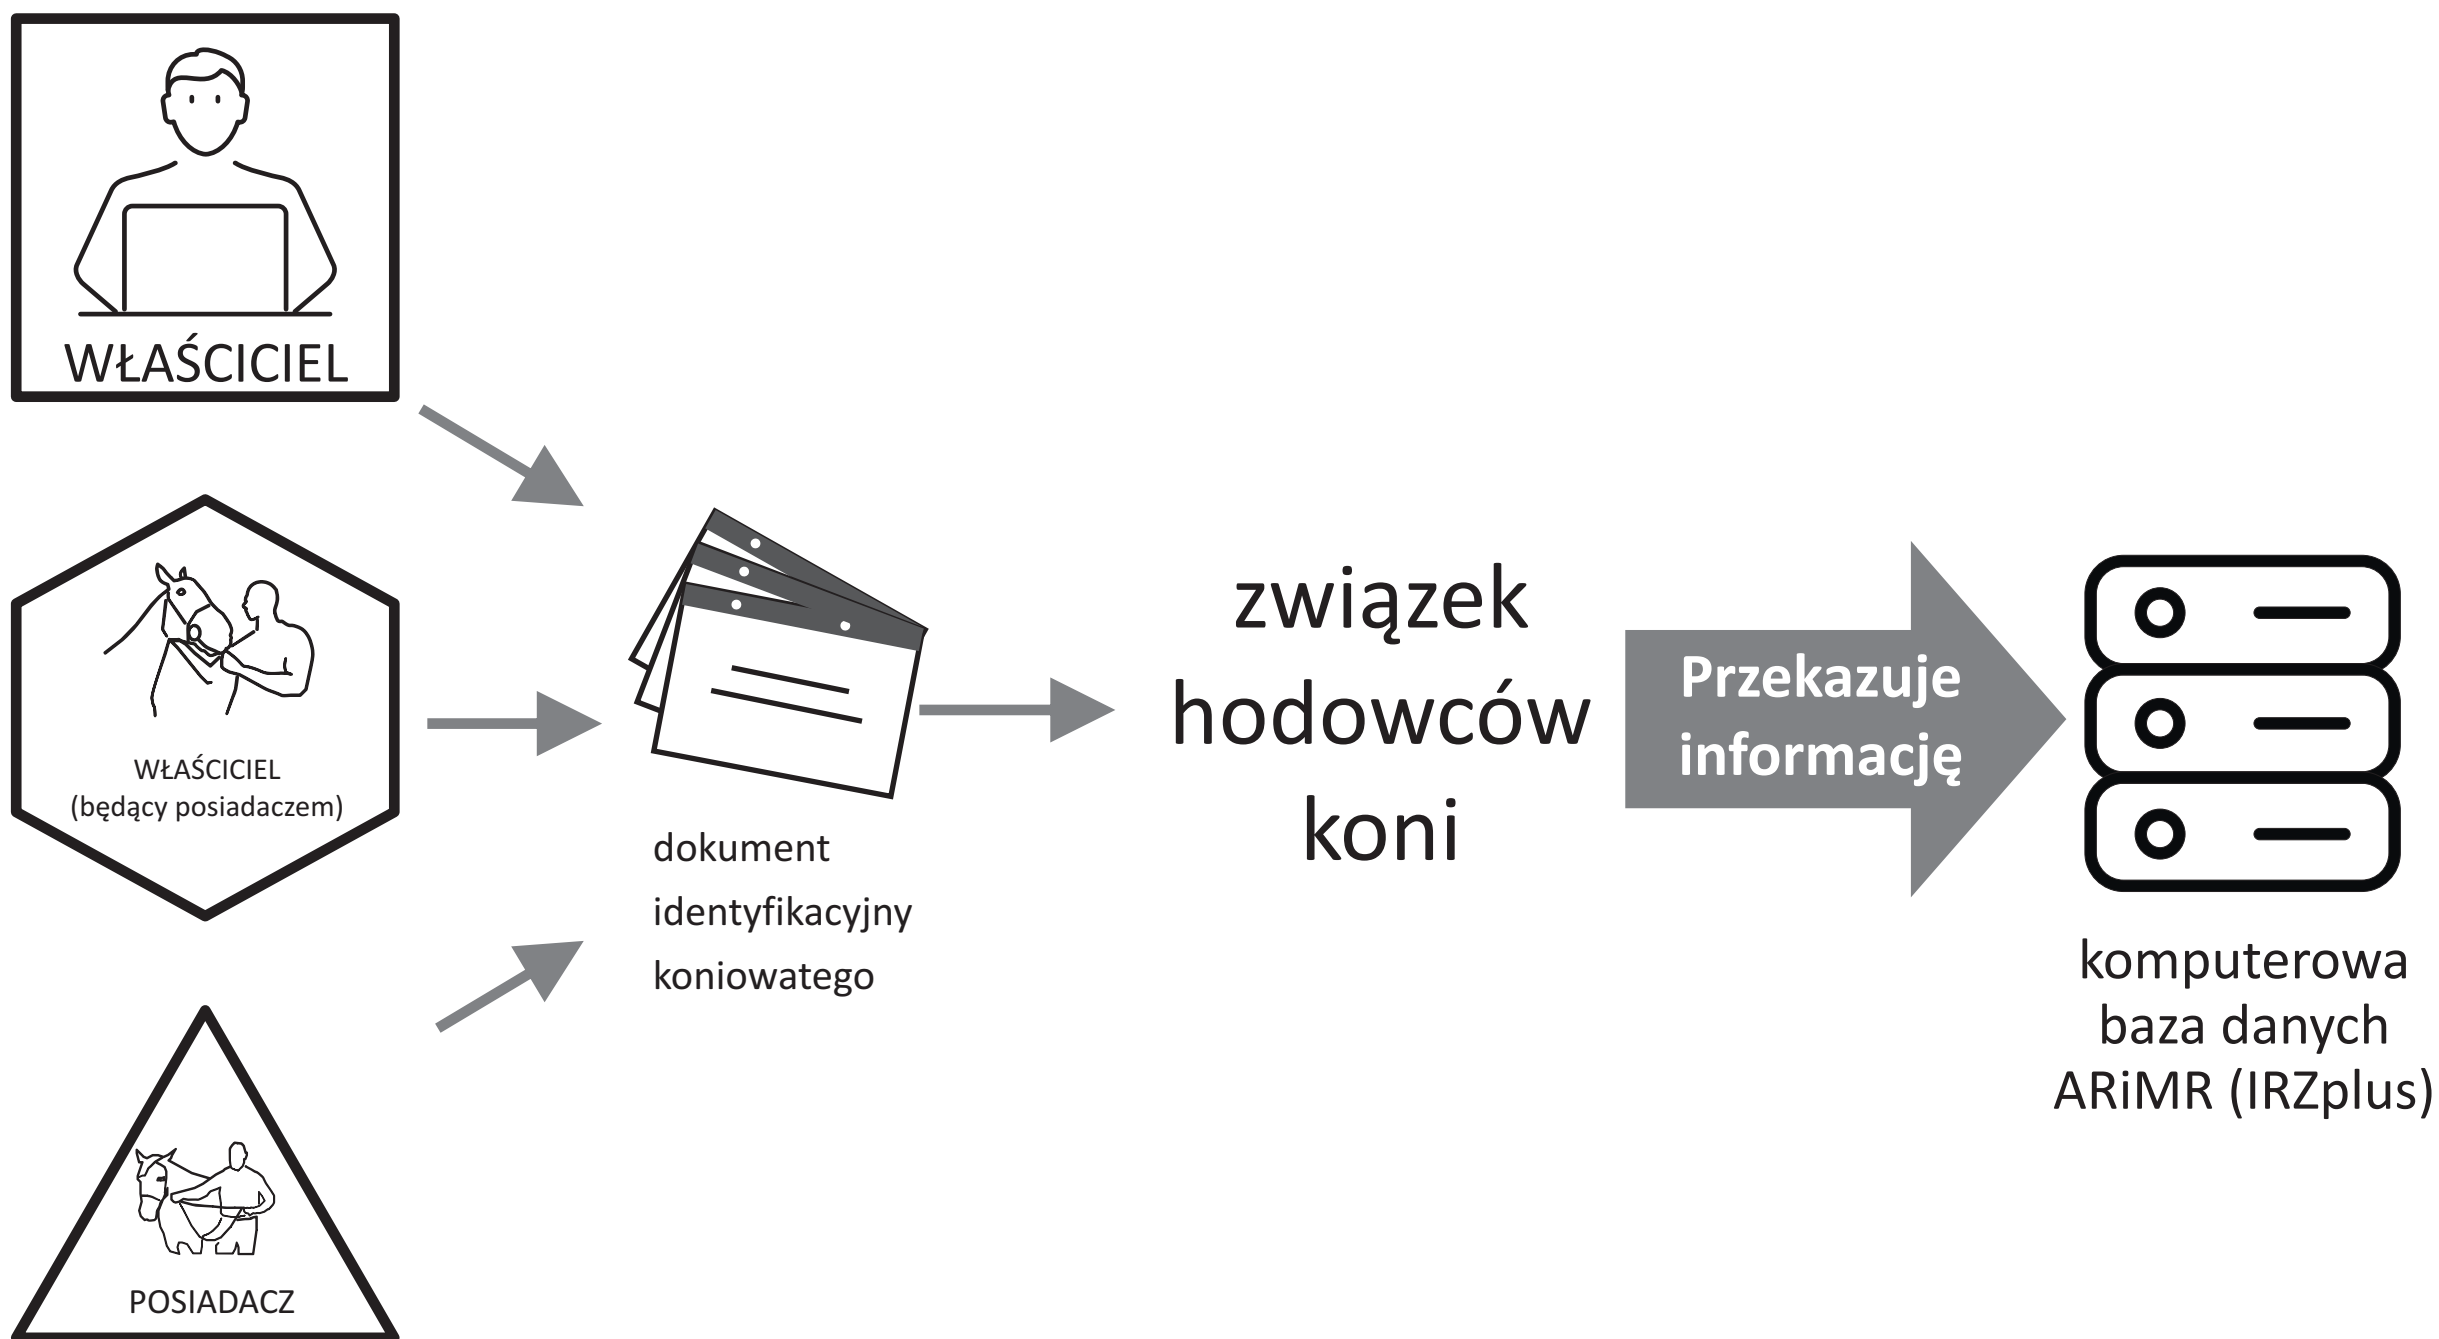 WŁAŚCICIEL
WŁAŚCICIEL
(będący posiadaczem)
POSIADACZ
dokument
identyfikacyjny
koniowatego
związek
hodowców
koni
Przekazuje
informację
komputerowa
baza danych
ARiMR (IRZplus)